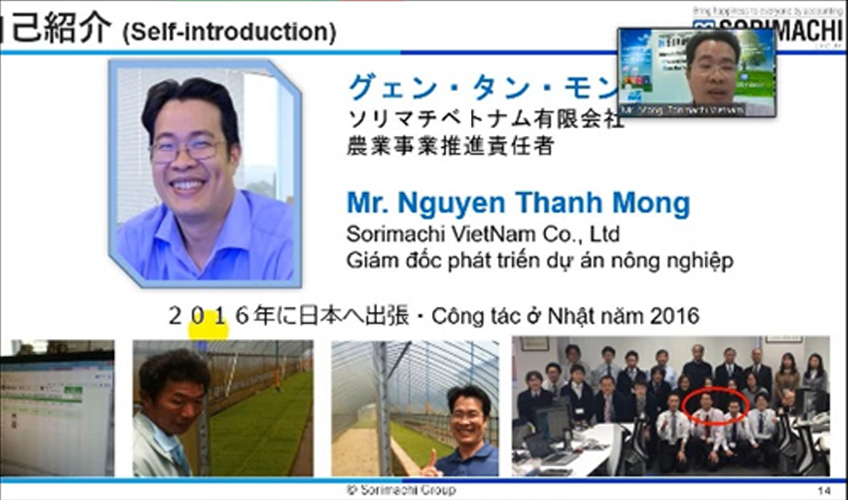 己紹介 (Self-introduction)
Bring happiness to everyone by accounting
SORIMACHI
グェン・タン・モン
ソリマチベトナム有限会社
農業事業推進責任者
Mr. Mong, Sorimachi Vietnam
Mr. Nguyen Thanh Mong
Sorimachi VietNam Co., Ltd
Giám đốc phát triển dự án nông nghiệp
２０１６年に日本へ出張・Công tác ở Nhật năm 2016
© Sorimachi Group
14